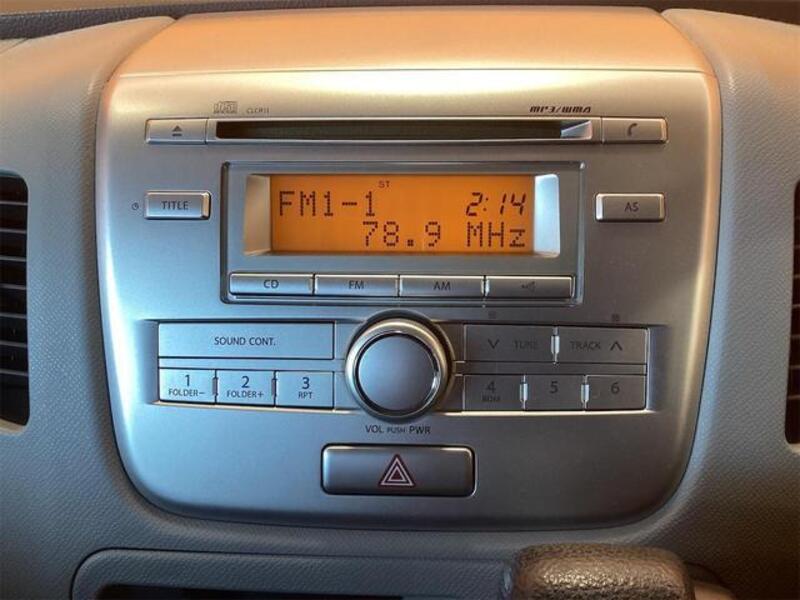 CLCR11
MP3/WMA
TITLE
ST
FM1-1 2:14
78.9 MHz
AS
CD FM AM
SOUND CONT.
TUNE TRACK
1 2 3 4 5 6
FOLDER- FOLDER+ RPT RDM
VOL PUSH PWR